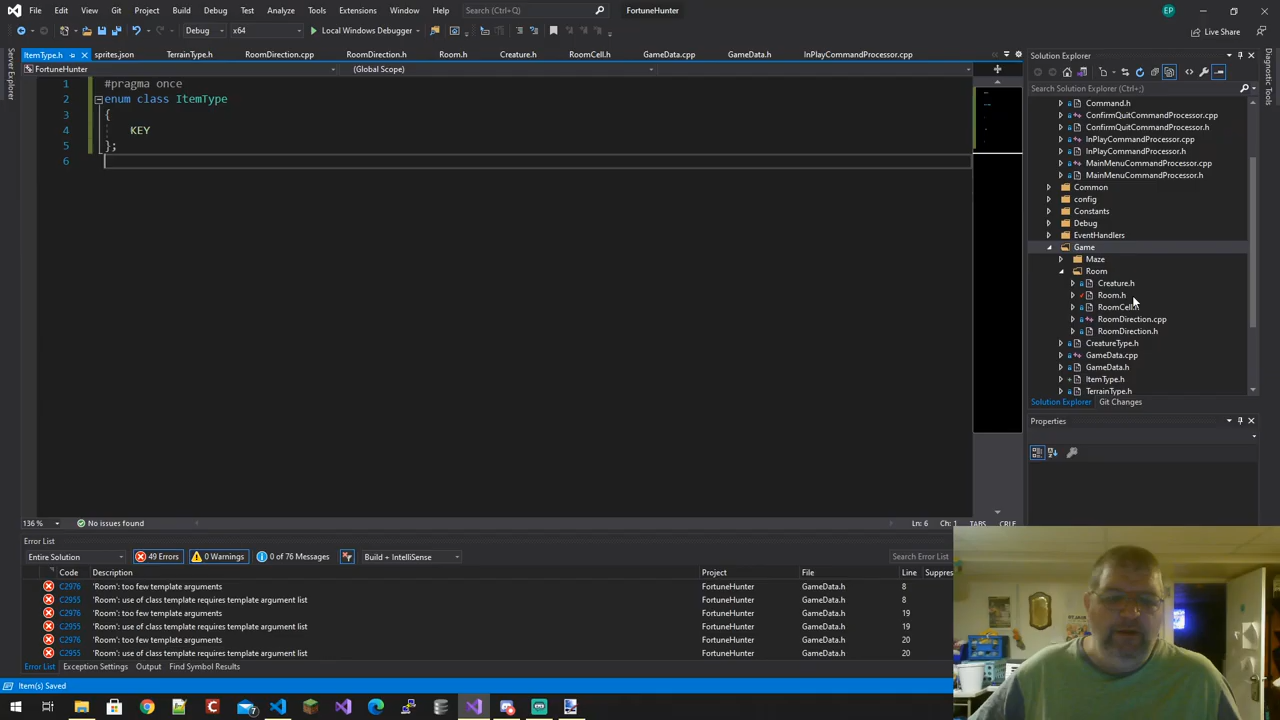 File Edit View Git Project Build Debug Test Analyze Tools Extensions Window Help Search (Ctrl+Q) FortuneHunter EP
Debug x64 Local Windows Debugger Live Share
ItemType.h sprites.json TerrainType.h RoomDirection.cpp RoomDirection.h Room.h Creature.h RoomCell.h GameData.cpp GameData.h InPlayCommandProcessor.cpp
FortuneHunter (Global Scope)
Server Explorer
1 #pragma once
2 enum class ItemType
3 {
4 KEY
5 };
6
136 % No issues found Ln: 6 Ch: 1 TABS CRLF
Solution Explorer
Search Solution Explorer (Ctrl+;)
Command.h
ConfirmQuitCommandProcessor.cpp
ConfirmQuitCommandProcessor.h
InPlayCommandProcessor.cpp
InPlayCommandProcessor.h
MainMenuCommandProcessor.cpp
MainMenuCommandProcessor.h
Common
config
Constants
Debug
EventHandlers
Game
Maze
Room
Creature.h
Room.h
RoomCell.h
RoomDirection.cpp
RoomDirection.h
CreatureType.h
GameData.cpp
GameData.h
ItemType.h
TerrainType.h
Solution Explorer Git Changes
Properties
Diagnostic Tools
Error List
Entire Solution 49 Errors 0 Warnings 0 of 76 Messages Build + IntelliSense Search Error List
Code Description Project File Line Suppres
C2976 'Room': too few template arguments FortuneHunter GameData.h 8
C2955 'Room': use of class template requires template argument list FortuneHunter GameData.h 8
C2976 'Room': too few template arguments FortuneHunter GameData.h 19
C2955 'Room': use of class template requires template argument list FortuneHunter GameData.h 19
C2976 'Room': too few template arguments FortuneHunter GameData.h 20
C2955 'Room': use of class template requires template argument list FortuneHunter GameData.h 20
Error List Exception Settings Output Find Symbol Results
Item(s) Saved